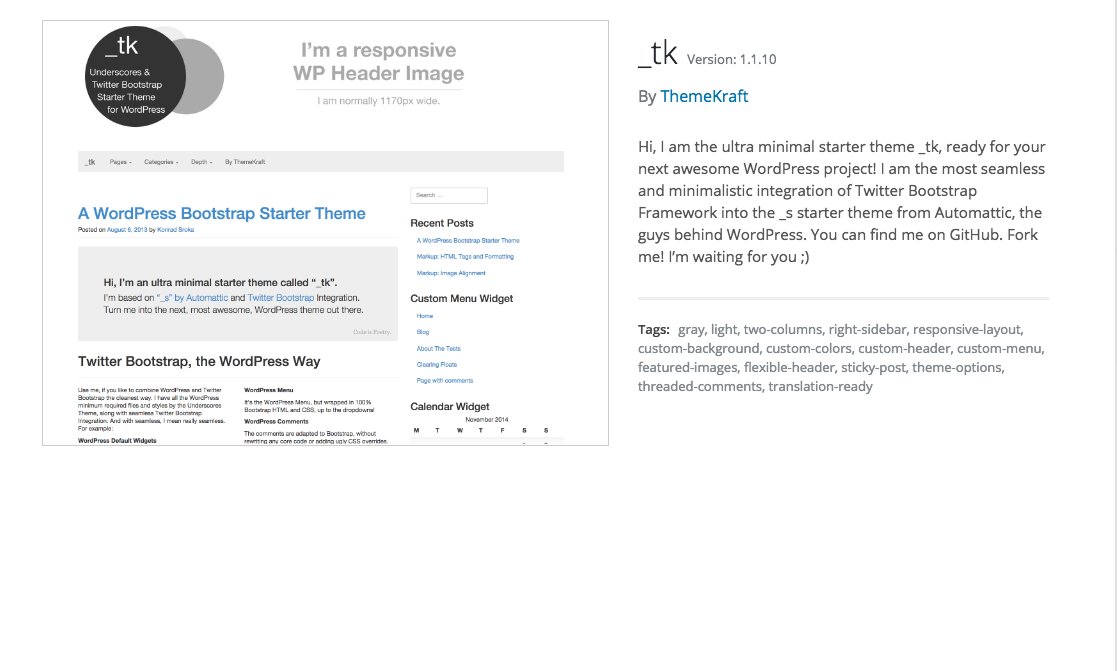 _tk
Underscores &
Twitter Bootstrap
Starter Theme
for WordPress
I'm a responsive
WP Header Image
I am normally 1170px wide.
_tk Pages Categories Depth By ThemeKraft
A WordPress Bootstrap Starter Theme
Posted on August 6, 2013 by Konrad Sroka
Hi, I'm an ultra minimal starter theme called “_tk”.
I'm based on “_s” by Automattic and Twitter Bootstrap Integration.
Turn me into the next, most awesome, WordPress theme out there.
Code is Poetry.
Twitter Bootstrap, the WordPress Way
Use me, if you like to combine WordPress and Twitter
Bootstrap the cleanest way. I have all the WordPress
minimum required files and styles by the Underscores
Theme, along with seamless Twitter Bootstrap
Integration. And with seamless, I mean really seamless.
For example:
WordPress Default Widgets
WordPress Menu
It's the WordPress Menu, but wrapped in 100%
Bootstrap HTML and CSS, up to the dropdowns!
WordPress Comments
The comments are adapted to Bootstrap, without
rewriting any core code or adding ugly CSS overrides.
Search ...
Recent Posts
A WordPress Bootstrap Starter Theme
Markup: HTML Tags and Formatting
Markup: Image Alignment
Custom Menu Widget
Home
Blog
About The Tests
Clearing Floats
Page with comments
Calendar Widget
November 2014
M T W T F S S
_tk Version: 1.1.10
By ThemeKraft
Hi, I am the ultra minimal starter theme _tk, ready for your
next awesome WordPress project! I am the most seamless
and minimalistic integration of Twitter Bootstrap
Framework into the _s starter theme from Automattic, the
guys behind WordPress. You can find me on GitHub. Fork
me! I'm waiting for you ;)
Tags: gray, light, two-columns, right-sidebar, responsive-layout,
custom-background, custom-colors, custom-header, custom-menu,
featured-images, flexible-header, sticky-post, theme-options,
threaded-comments, translation-ready